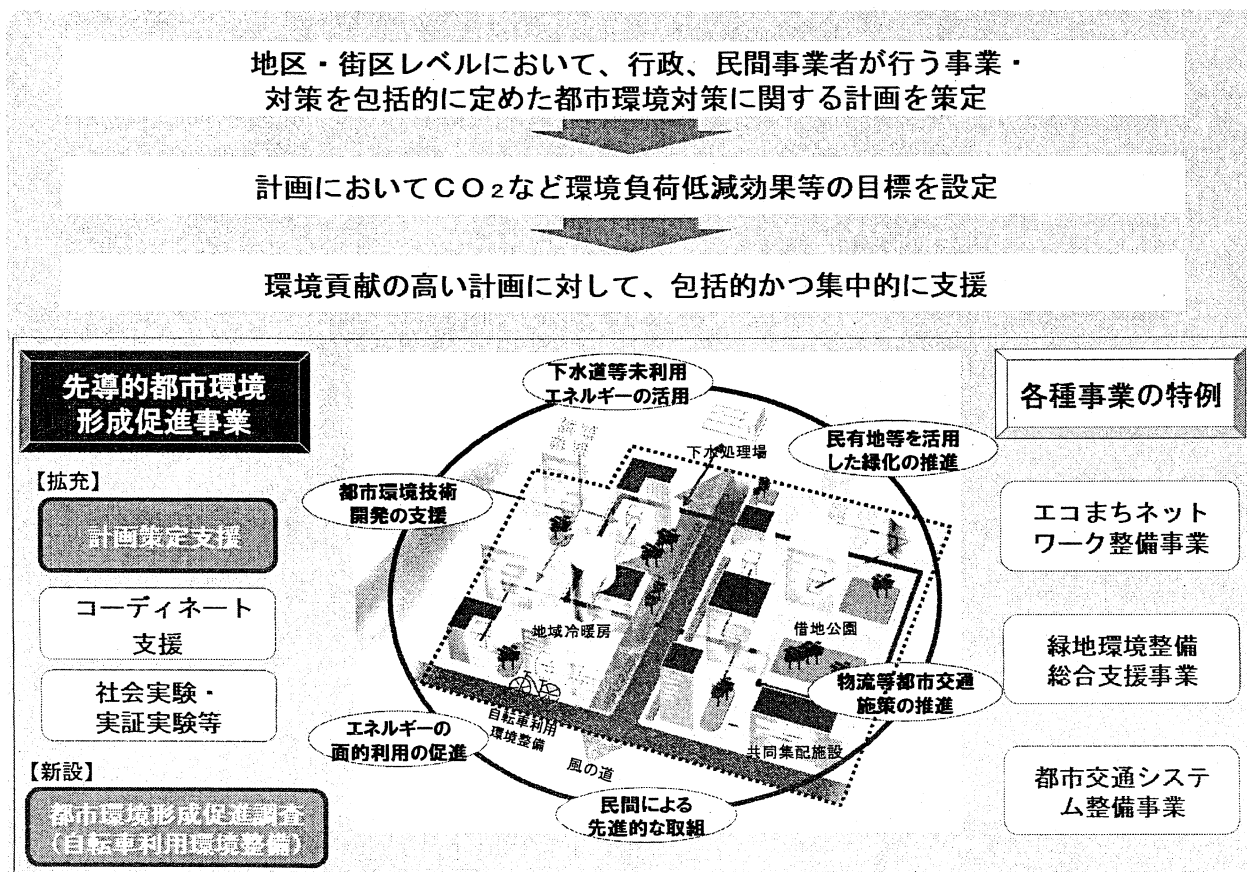 地区・街区レベルにおいて、行政、民間事業者が行う事業・
対策を包括的に定めた都市環境対策に関する計画を策定
計画においてCO₂など環境負荷低減効果等の目標を設定
環境貢献の高い計画に対して、包括的かつ集中的に支援
先導的都市環境
形成促進事業
【拡充】
計画策定支援
コーディネート
支援
社会実験・
実証実験等
【新設】
都市環境形成促進調査
(自転車利用環境整備)
下水道等未利用
エネルギーの活用
民有地等を活用
した緑化の推進
下水処理場
都市環境技術
開発の支援
地域冷暖房
借地公園
物流等都市交通
施策の推進
エネルギーの
面的利用の促進
自転車利用
環境整備
共同集配施設
風の道
民間による
先進的な取組
各種事業の特例
エコまちネット
ワーク整備事業
緑地環境整備
総合支援事業
都市交通システ
ム整備事業